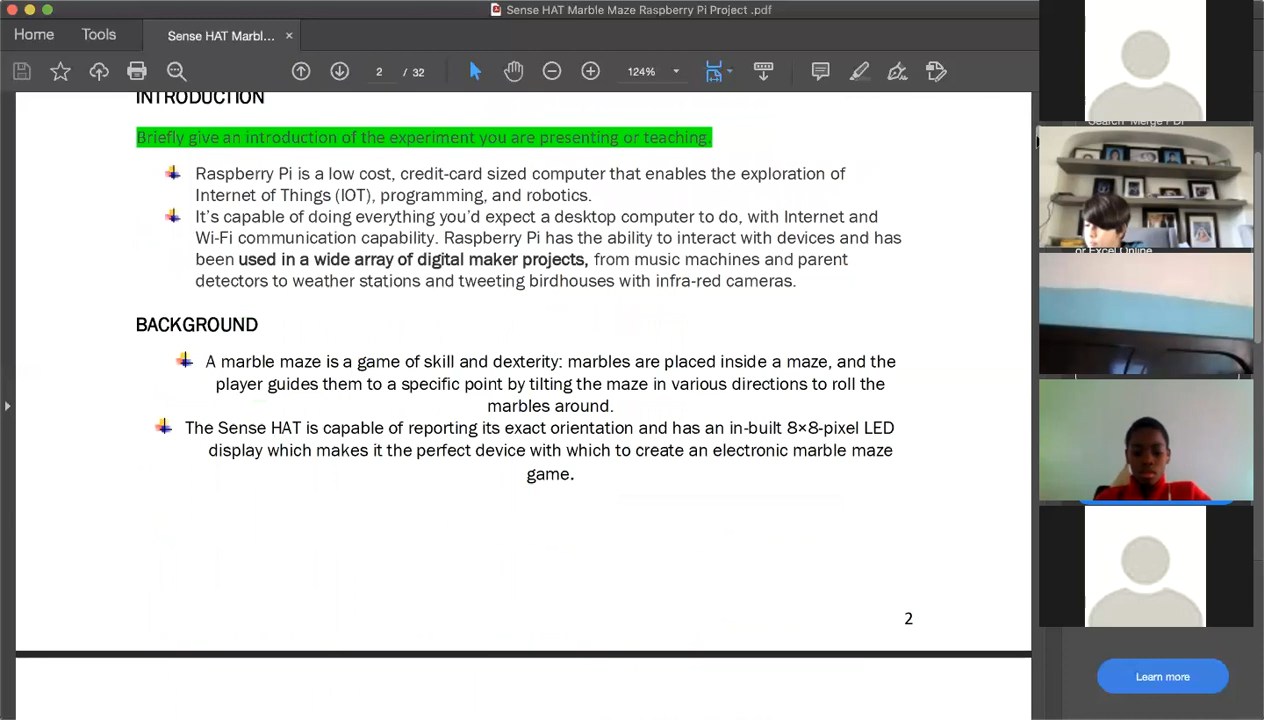 Sense HAT Marble Maze Raspberry Pi Project .pdf
Home
Tools
Sense HAT Marbl... ×
2 / 32
124%
INTRODUCTION
Briefly give an introduction of the experiment you are presenting or teaching.
Raspberry Pi is a low cost, credit-card sized computer that enables the exploration of
Internet of Things (IOT), programming, and robotics.
It’s capable of doing everything you’d expect a desktop computer to do, with Internet and
Wi-Fi communication capability. Raspberry Pi has the ability to interact with devices and has
been used in a wide array of digital maker projects, from music machines and parent
detectors to weather stations and tweeting birdhouses with infra-red cameras.
BACKGROUND
A marble maze is a game of skill and dexterity: marbles are placed inside a maze, and the
player guides them to a specific point by tilting the maze in various directions to roll the
marbles around.
The Sense HAT is capable of reporting its exact orientation and has an in-built 8×8-pixel LED
display which makes it the perfect device with which to create an electronic marble maze
game.
2
Search 'Merge PDF'
or Excel Online
Learn more